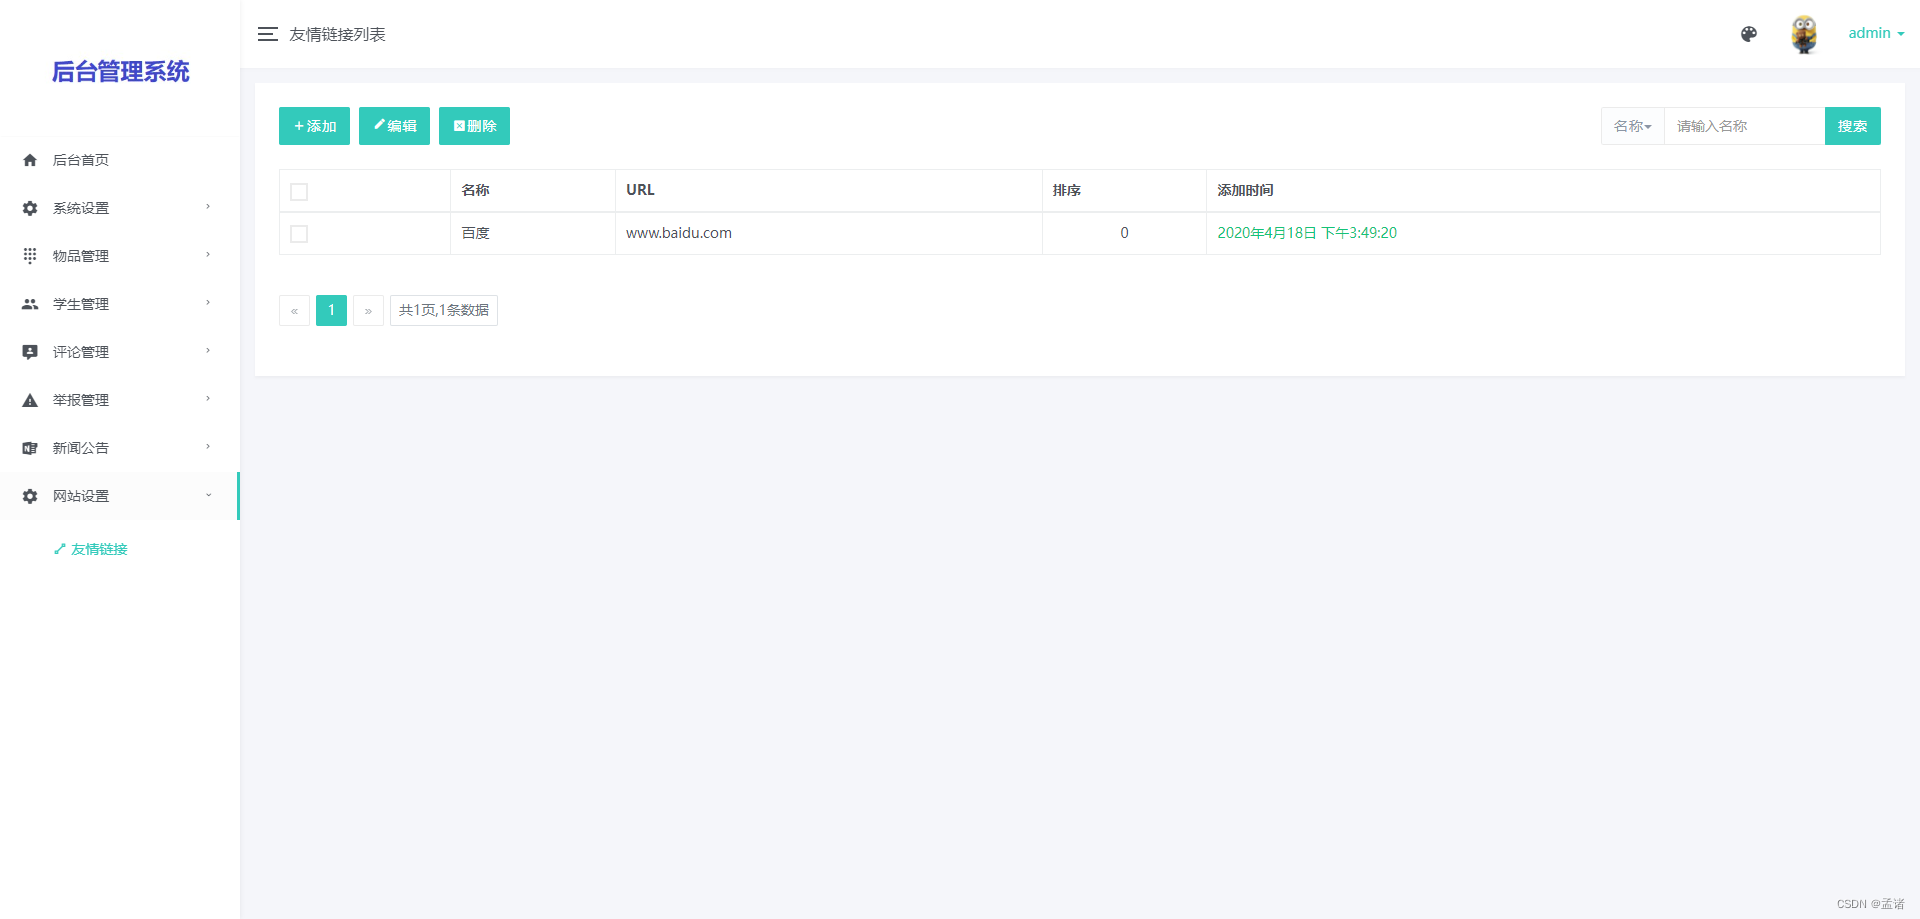 后台管理系统
友情链接列表
admin
后台首页
系统设置
物品管理
学生管理
评论管理
举报管理
新闻公告
网站设置
友情链接
+添加 编辑 删除
名称 请输入名称 搜索
名称 URL 排序 添加时间
百度 www.baidu.com 0 2020年4月18日 下午3:49:20
« 1 » 共1页,1条数据
CSDN @孟诸